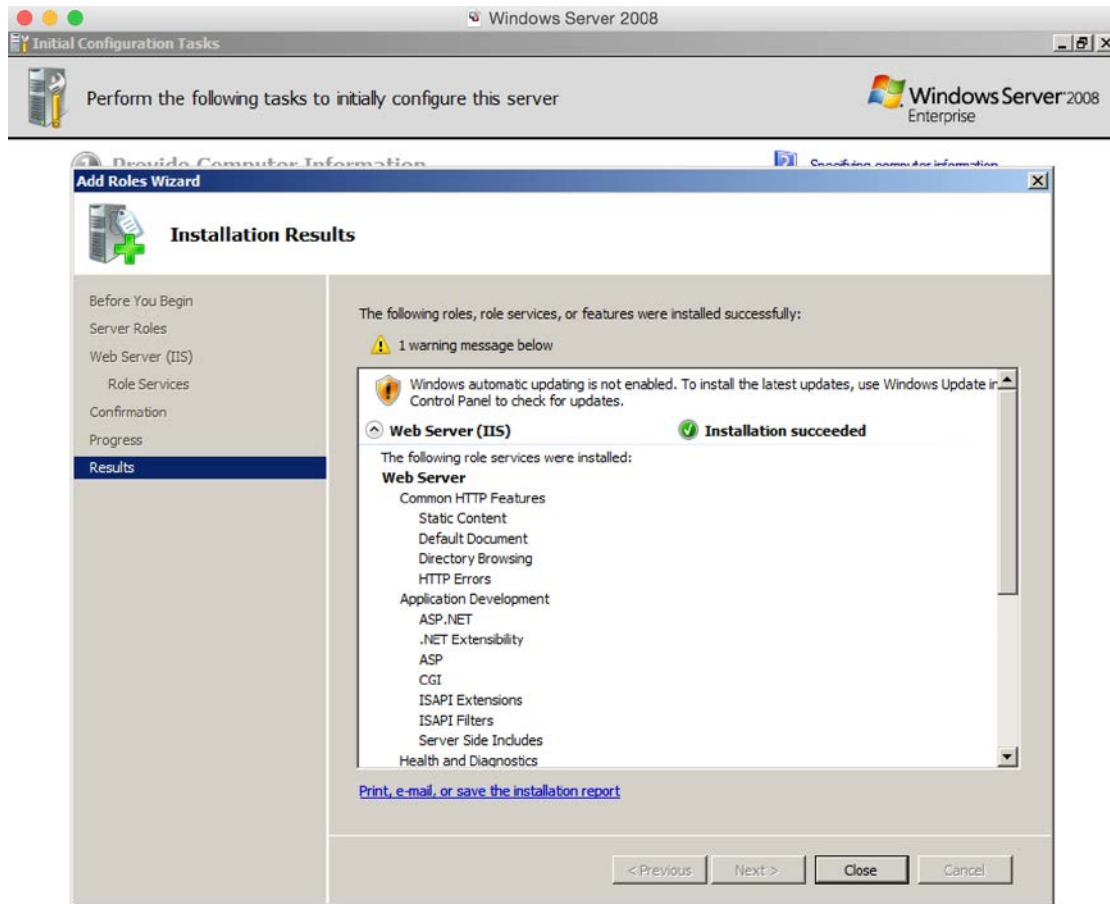 Windows Server 2008
Initial Configuration Tasks
Perform the following tasks to initially configure this server
Windows Server 2008
Enterprise
Provide Computer Information
Specifying computer information
Add Roles Wizard
Installation Results
Before You Begin
Server Roles
Web Server (IIS)
Role Services
Confirmation
Progress
Results
The following roles, role services, or features were installed successfully:
1 warning message below
Windows automatic updating is not enabled. To install the latest updates, use Windows Update in
Control Panel to check for updates.
Web Server (IIS) Installation succeeded
The following role services were installed:
Web Server
Common HTTP Features
Static Content
Default Document
Directory Browsing
HTTP Errors
Application Development
ASP.NET
.NET Extensibility
ASP
CGI
ISAPI Extensions
ISAPI Filters
Server Side Includes
Health and Diagnostics
Print, e-mail, or save the installation report
< Previous
Next >
Close
Cancel